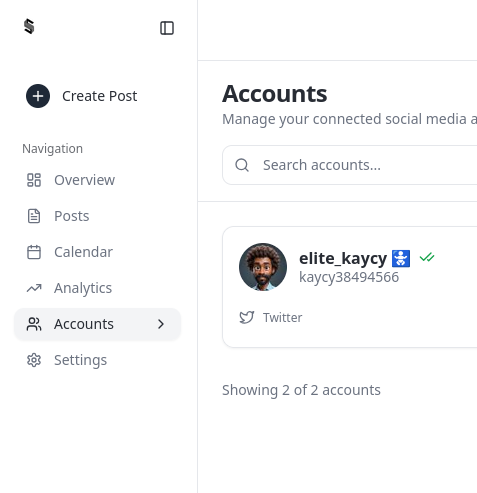 Create Post
Navigation
Overview
Posts
Calendar
Analytics
Accounts
Settings
Accounts
Manage your connected social media a
Search accounts...
elite_kaycy 🚼
kaycy38494566
Twitter
Showing 2 of 2 accounts